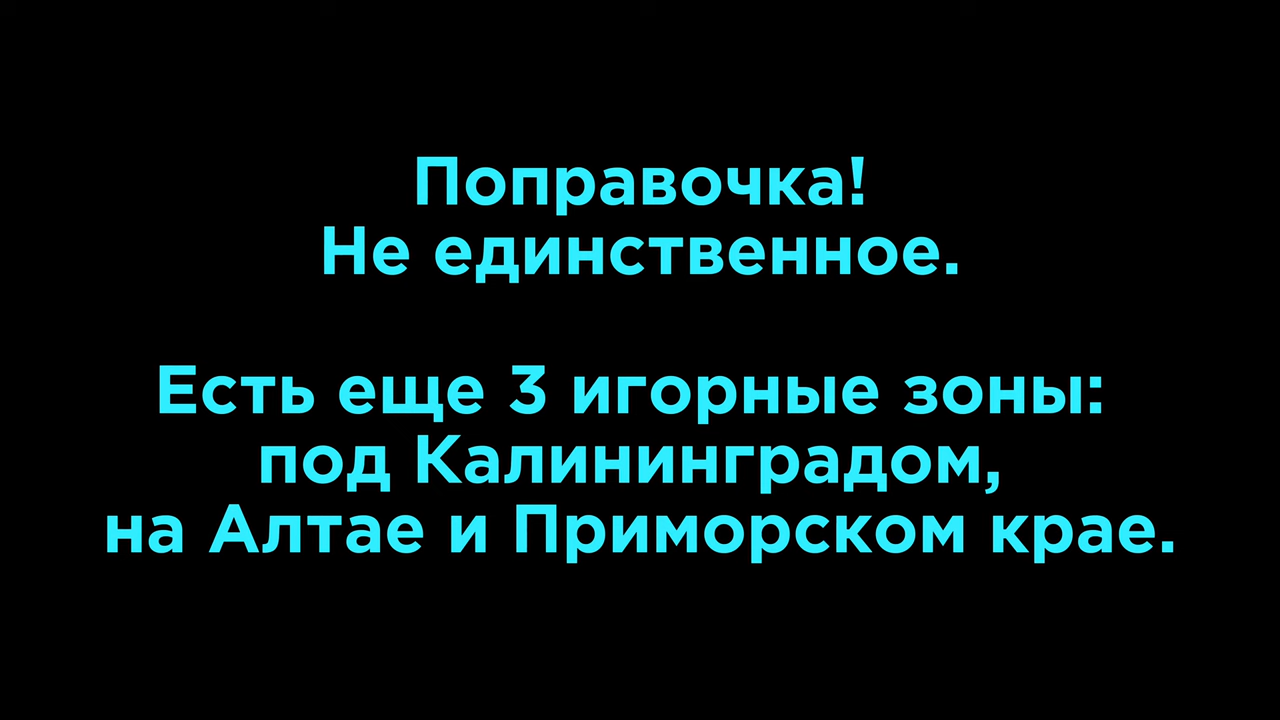 Поправочка!
Не единственное.
Есть еще 3 игорные зоны:
под Калининградом,
на Алтае и Приморском крае.